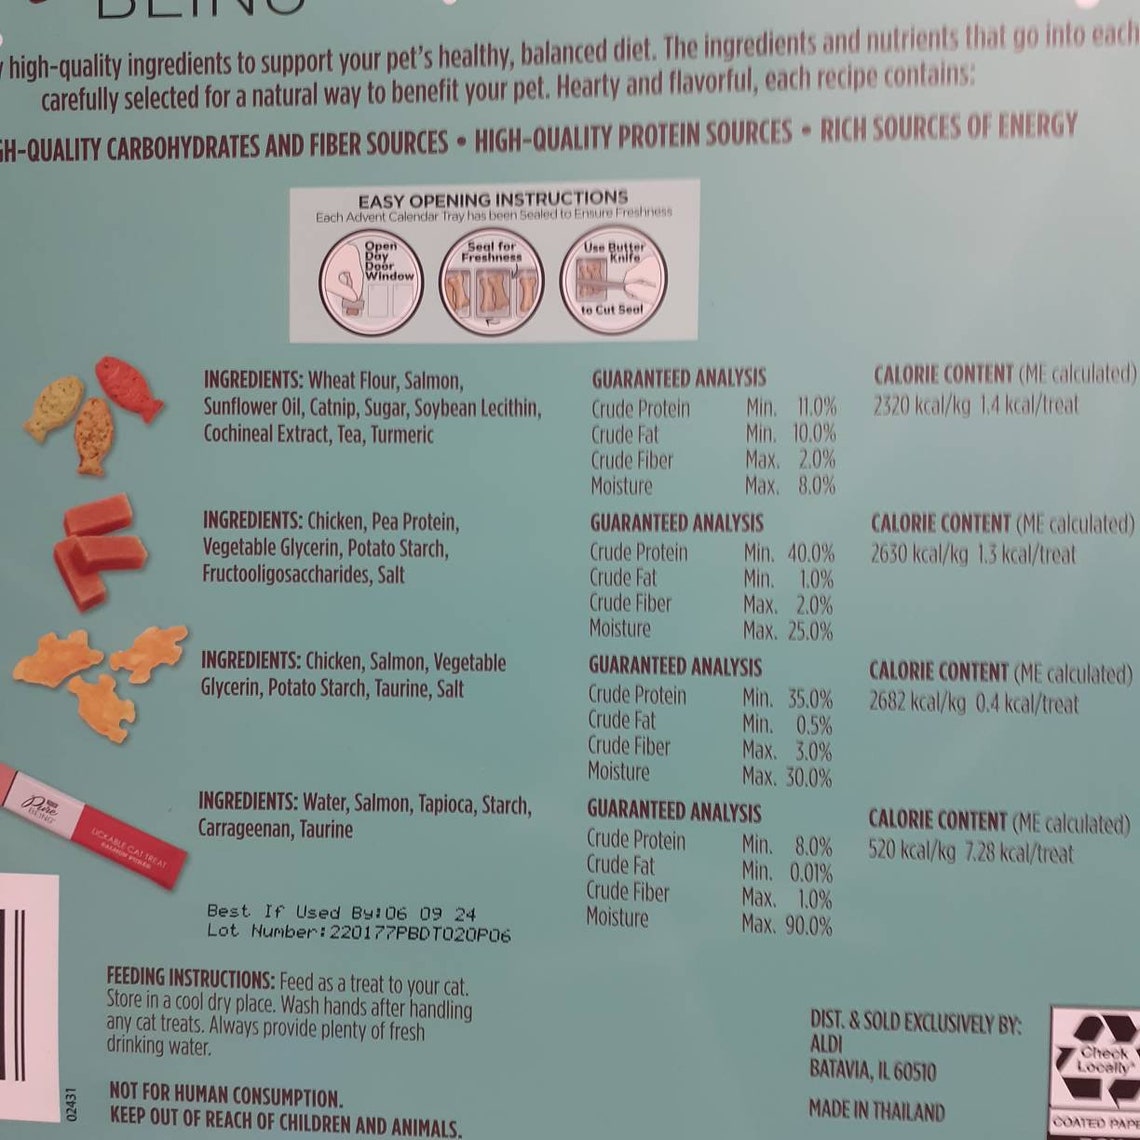 BEING
high-quality ingredients to support your pet's healthy, balanced diet. The ingredients and nutrients that go into each
carefully selected for a natural way to benefit your pet. Hearty and flavorful, each recipe contains:
GH-QUALITY CARBOHYDRATES AND FIBER SOURCES • HIGH-QUALITY PROTEIN SOURCES • RICH SOURCES OF ENERGY
EASY OPENING INSTRUCTIONS
Each Advent Calendar Tray has been Sealed to Ensure Freshness
Open
Day
Door
Window
Seal for
Freshness
Use Butter
Knife
to Cut Seal
INGREDIENTS: Wheat Flour, Salmon,
Sunflower Oil, Catnip, Sugar, Soybean Lecithin,
Cochineal Extract, Tea, Turmeric
GUARANTEED ANALYSIS
Crude Protein Min. 11.0%
Crude Fat Min. 10.0%
Crude Fiber Max. 2.0%
Moisture Max. 8.0%
CALORIE CONTENT (ME calculated)
2320 kcal/kg 1.4 kcal/treat
INGREDIENTS: Chicken, Pea Protein,
Vegetable Glycerin, Potato Starch,
Fructooligosaccharides, Salt
GUARANTEED ANALYSIS
Crude Protein Min. 40.0%
Crude Fat Min. 1.0%
Crude Fiber Max. 2.0%
Moisture Max. 25.0%
CALORIE CONTENT (ME calculated)
2630 kcal/kg 1.3 kcal/treat
INGREDIENTS: Chicken, Salmon, Vegetable
Glycerin, Potato Starch, Taurine, Salt
GUARANTEED ANALYSIS
Crude Protein Min. 35.0%
Crude Fat Min. 0.5%
Crude Fiber Max. 3.0%
Moisture Max. 30.0%
CALORIE CONTENT (ME calculated)
2682 kcal/kg 0.4 kcal/treat
Pure
BEING
LICKABLE CAT TREAT
INGREDIENTS: Water, Salmon, Tapioca, Starch,
Carrageenan, Taurine
GUARANTEED ANALYSIS
Crude Protein Min. 8.0%
Crude Fat Min. 0.01%
Crude Fiber Max. 1.0%
Moisture Max. 90.0%
CALORIE CONTENT (ME calculated)
520 kcal/kg 7.28 kcal/treat
Best If Used By:06 09 24
Lot Number:220177PBDT020P06
FEEDING INSTRUCTIONS: Feed as a treat to your cat.
Store in a cool dry place. Wash hands after handling
any cat treats. Always provide plenty of fresh
drinking water.
NOT FOR HUMAN CONSUMPTION.
KEEP OUT OF REACH OF CHILDREN AND ANIMALS.
02431
DIST. & SOLD EXCLUSIVELY BY:
ALDI
BATAVIA, IL 60510
MADE IN THAILAND
Check
Locally*
COATED PAP